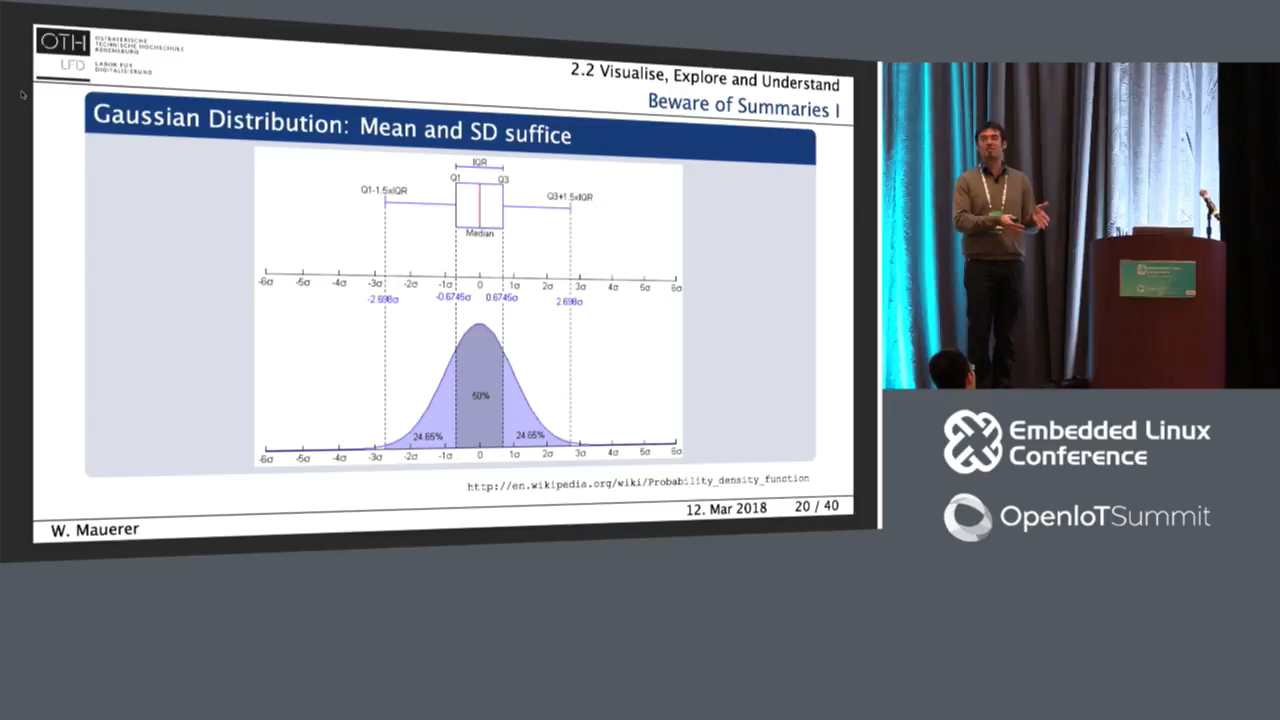 OTH
OSTBAYERISCHE
TECHNISCHE HOCHSCHULE
REGENSBURG
LFD
LABOR FÜR
DIGITALISIERUNG
2.2 Visualise, Explore and Understand
Beware of Summaries I
Gaussian Distribution: Mean and SD suffice
IQR
Q1
Q3
Q1-1.5xIQR
Q3+1.5xIQR
Median
-6σ -5σ -4σ -3σ -2σ -1σ 0 1σ 2σ 3σ 4σ 5σ 6σ
-2.698σ -0.6745σ 0.6745σ 2.698σ
50%
24.65% 24.65%
-6σ -5σ -4σ -3σ -2σ -1σ 0 1σ 2σ 3σ 4σ 5σ 6σ
http://en.wikipedia.org/wiki/Probability_density_function
W. Mauerer
12. Mar 2018
20 / 40
Embedded Linux
Conference
OpenIoTSummit